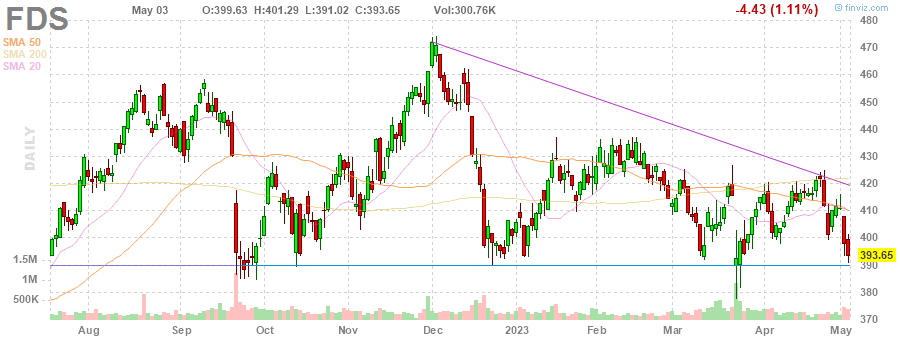 FDS May 03 O:399.63 H:401.29 L:391.02 C:393.65 Vol:300.76K -4.43 (1.11%) © finviz.com
SMA 50
SMA 200
SMA 20
DAILY
480
470
460
450
440
430
420
410
400
393.65
390
380
370
1.5M
1M
500K
Aug Sep Oct Nov Dec 2023 Feb Mar Apr May